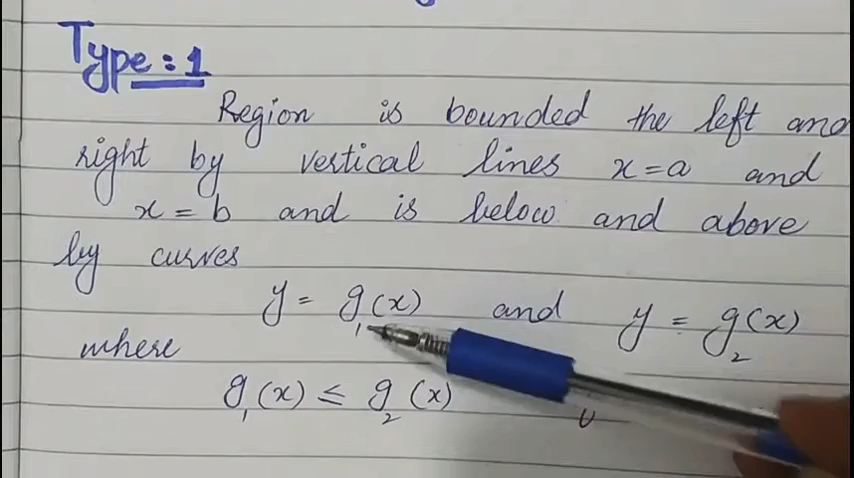 Type: 1
Region is bounded the left and
right by vertical lines x=a and
x = b and is below and above
by curves
y = g₁(x) and y = g₂(x)
where
g₁(x) ≤ g₂(x)